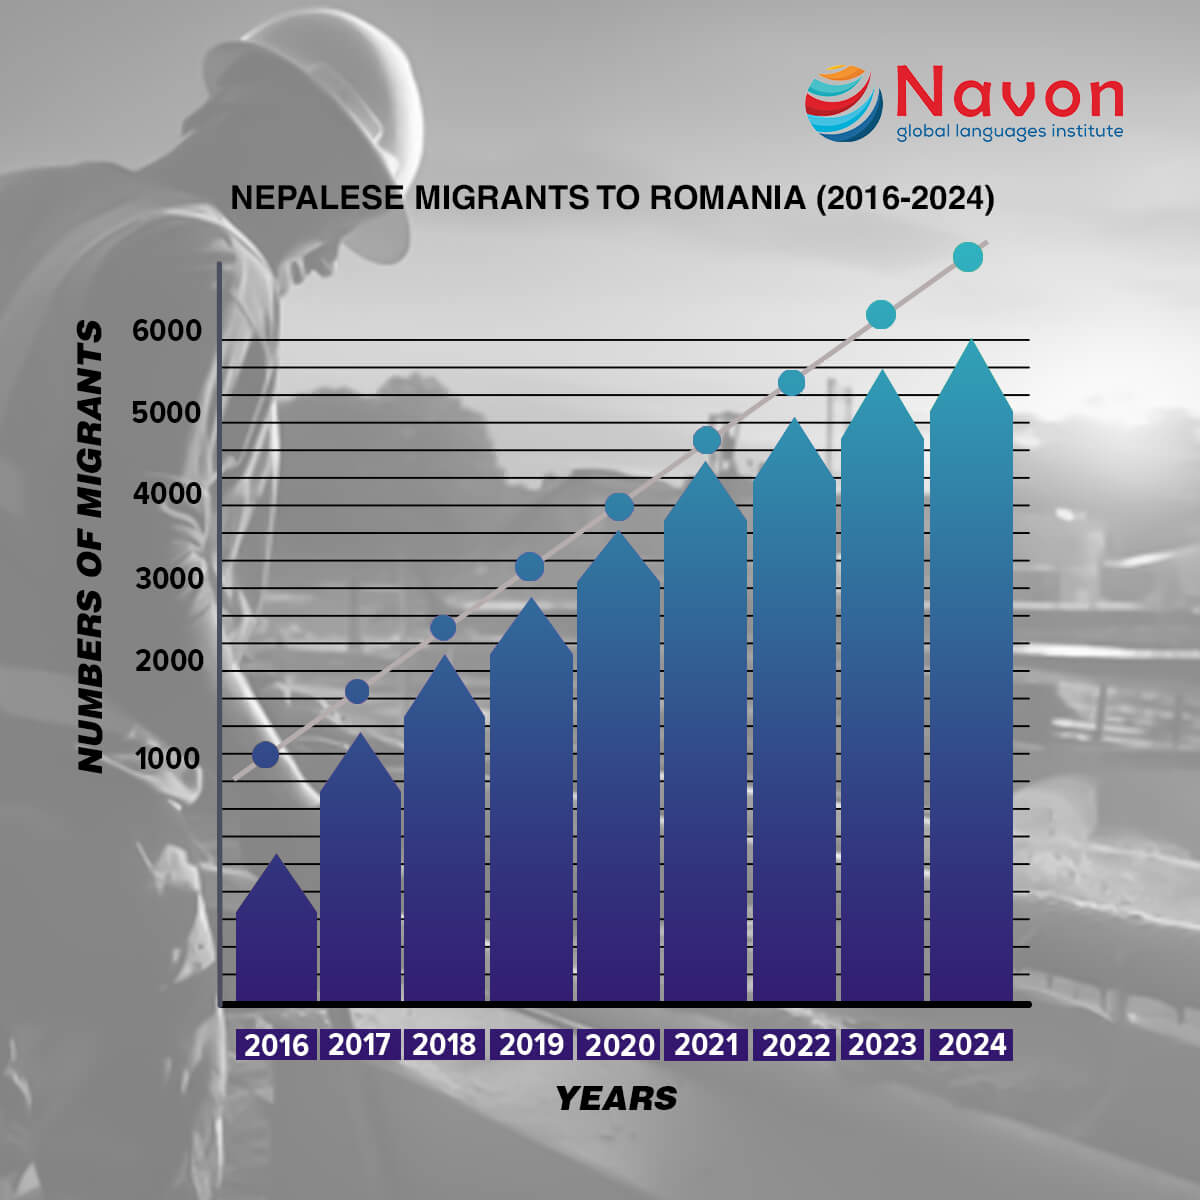 Navon
global languages institute
NEPALESE MIGRANTS TO ROMANIA (2016-2024)
NUMBERS OF MIGRANTS
6000
5000
4000
3000
2000
1000
2016 2017 2018 2019 2020 2021 2022 2023 2024
YEARS